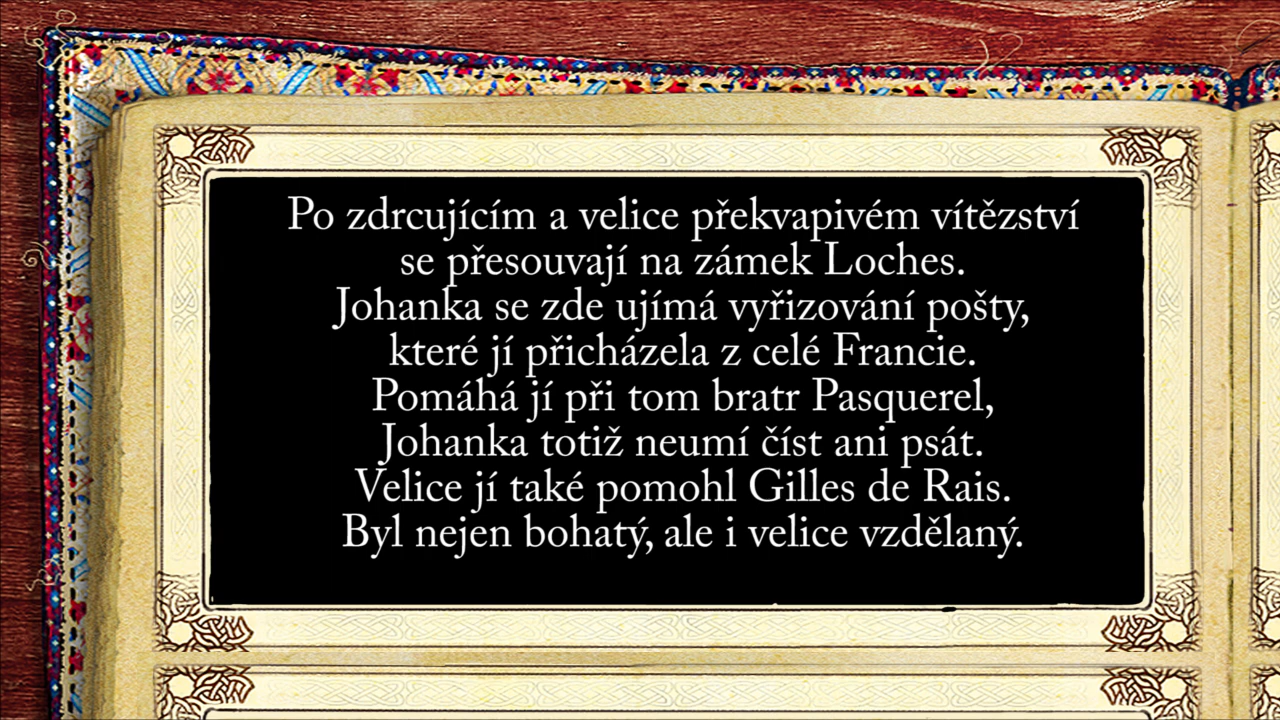 Po zdrcujícím a velice překvapivém vítězství
se přesouvají na zámek Loches.
Johanka se zde ujímá vyřizování pošty,
které jí přicházela z celé Francie.
Pomáhá jí při tom bratr Pasquerel,
Johanka totiž neumí číst ani psát.
Velice jí také pomohl Gilles de Rais.
Byl nejen bohatý, ale i velice vzdělaný.